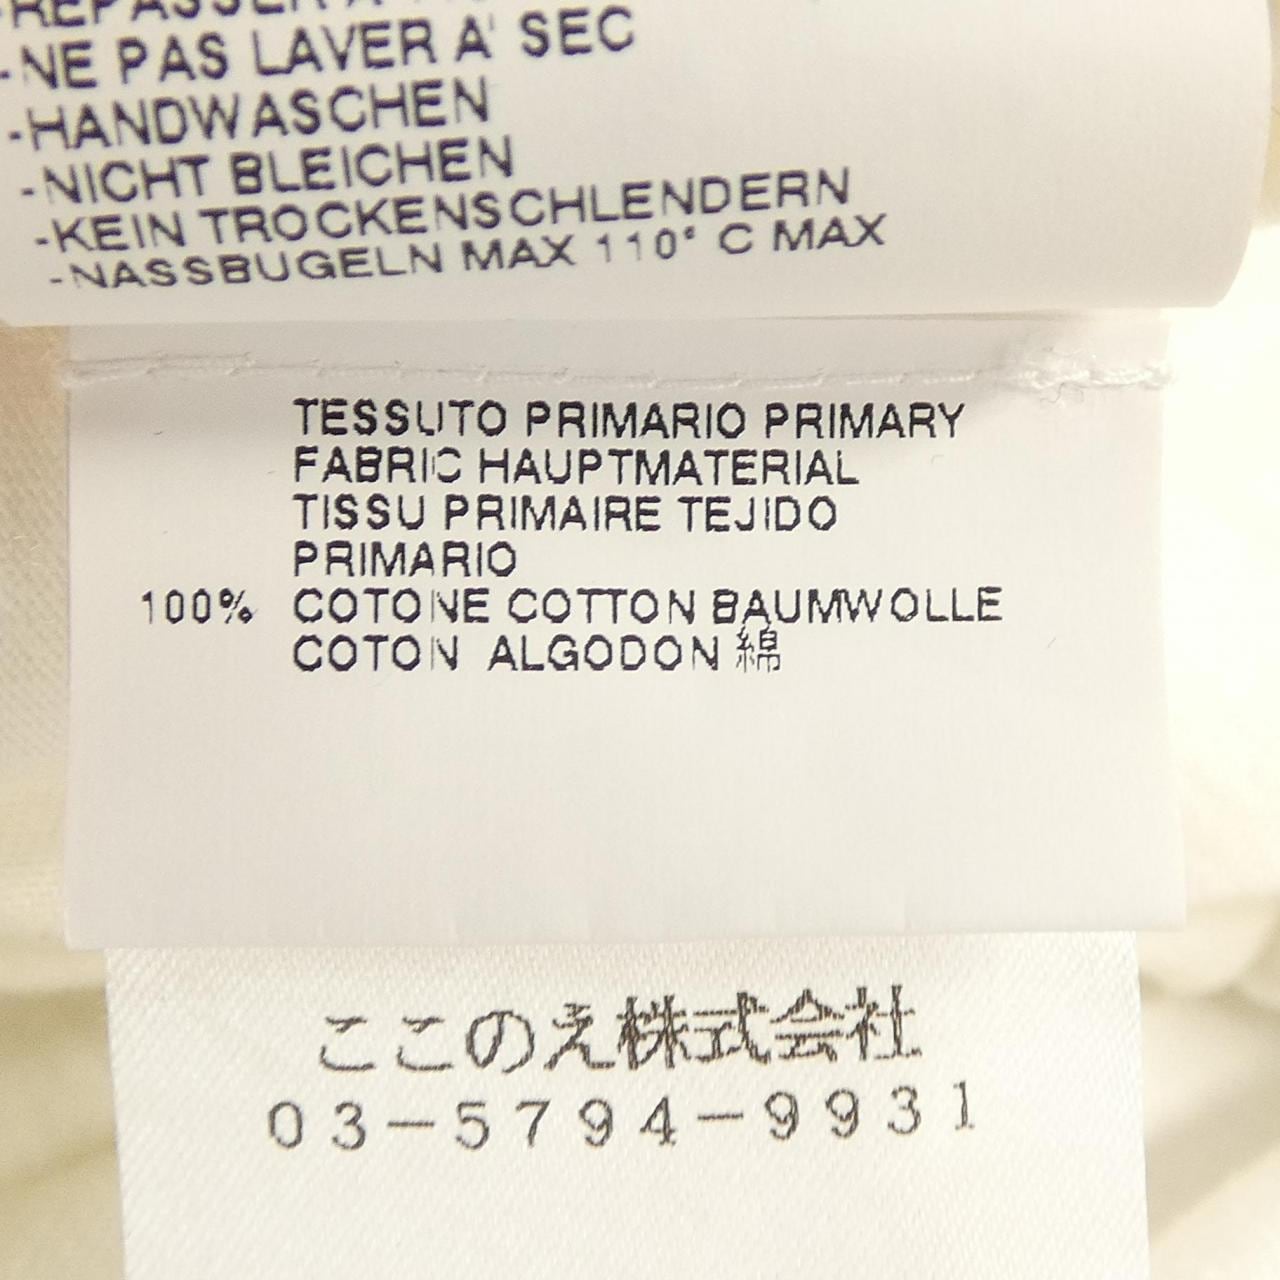 -REPASSER A
-NE PAS LAVER A' SEC
-HANDWASCHEN
-NICHT BLEICHEN
-KEIN TROCKENSCHLENDERN
-NASSBUGELN MAX 110° C MAX
TESSUTO PRIMARIO PRIMARY
FABRIC HAUPTMATERIAL
TISSU PRIMAIRE TEJIDO
PRIMARIO
100% COTONE COTTON BAUMWOLLE
COTON ALGODON 綿
ここのえ株式会社
03-5794-9931